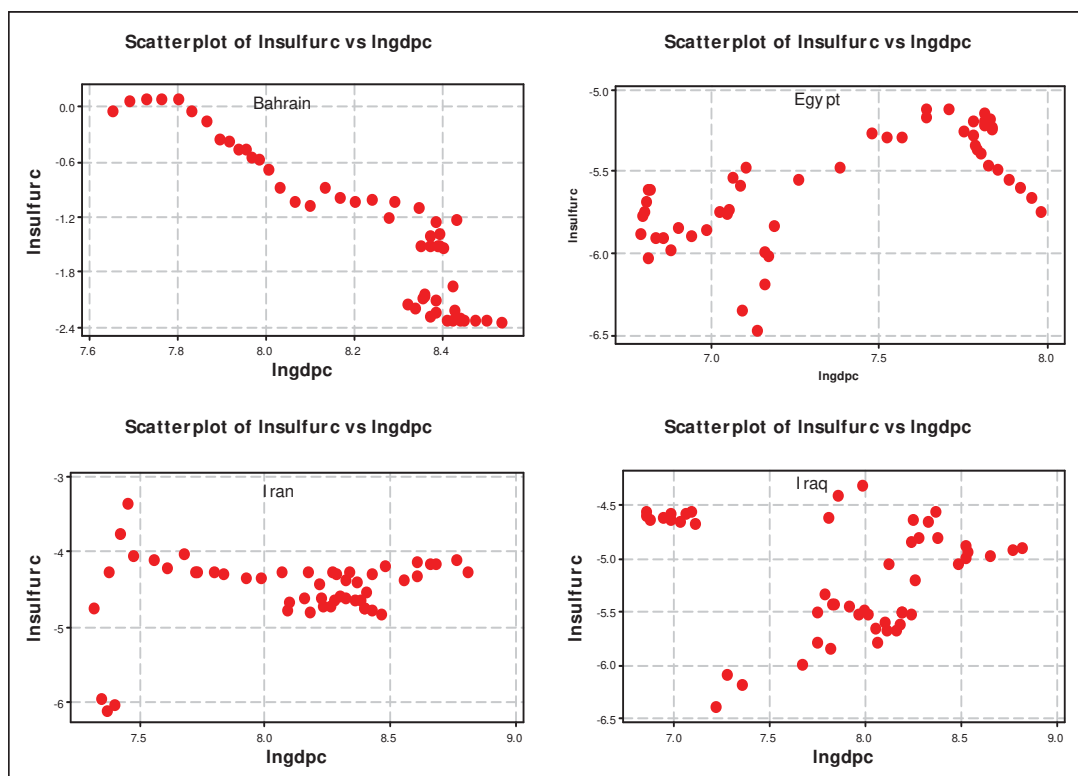 Scatterplot of lnsulfurc vs lngdpc
Bahrain
lnsulfurc
0.0
-0.6
-1.2
-1.8
-2.4
7.6 7.8 8.0 8.2 8.4
lngdpc
Scatterplot of lnsulfurc vs lngdpc
Egypt
lnsulfurc
-5.0
-5.5
-6.0
-6.5
7.0 7.5 8.0
lngdpc
Scatterplot of lnsulfurc vs lngdpc
Iran
lnsulfurc
-3
-4
-5
-6
7.5 8.0 8.5 9.0
lngdpc
Scatterplot of lnsulfurc vs lngdpc
Iraq
lnsulfurc
-4.5
-5.0
-5.5
-6.0
-6.5
7.0 7.5 8.0 8.5 9.0
lngdpc